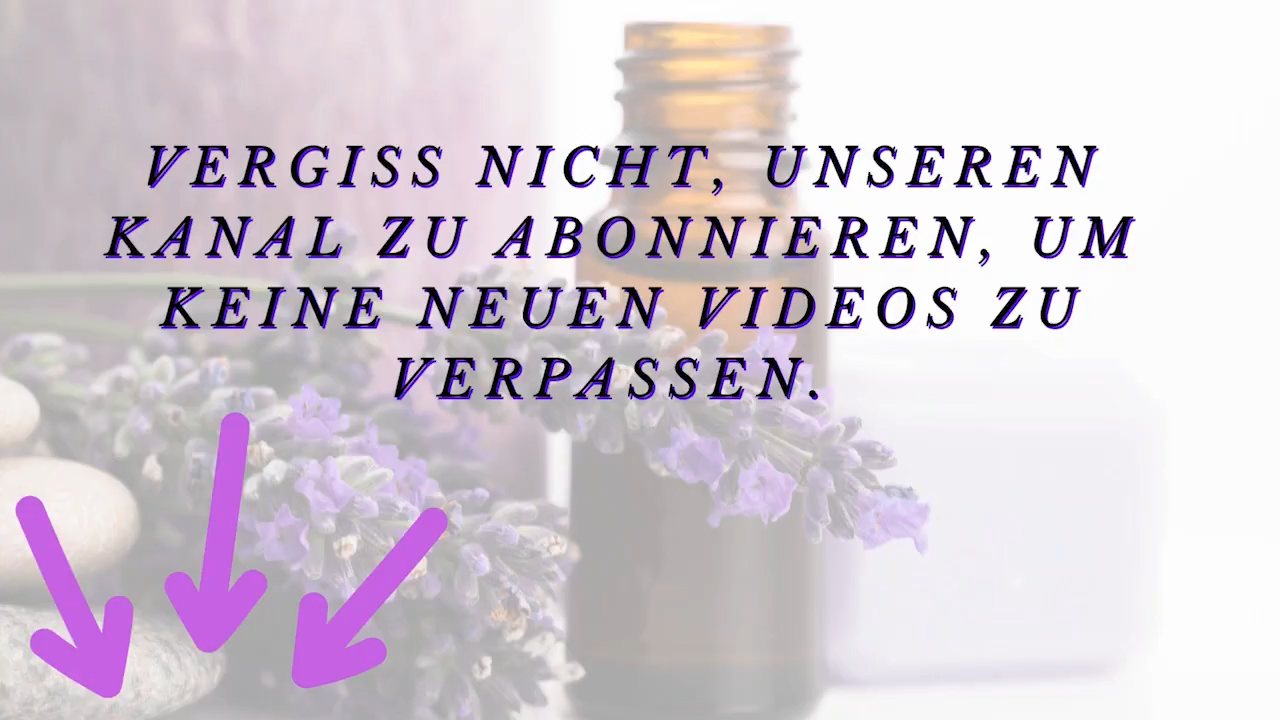 VERGISS NICHT, UNSEREN
KANAL ZU ABONNIEREN, UM
KEINE NEUEN VIDEOS ZU
VERPASSEN.